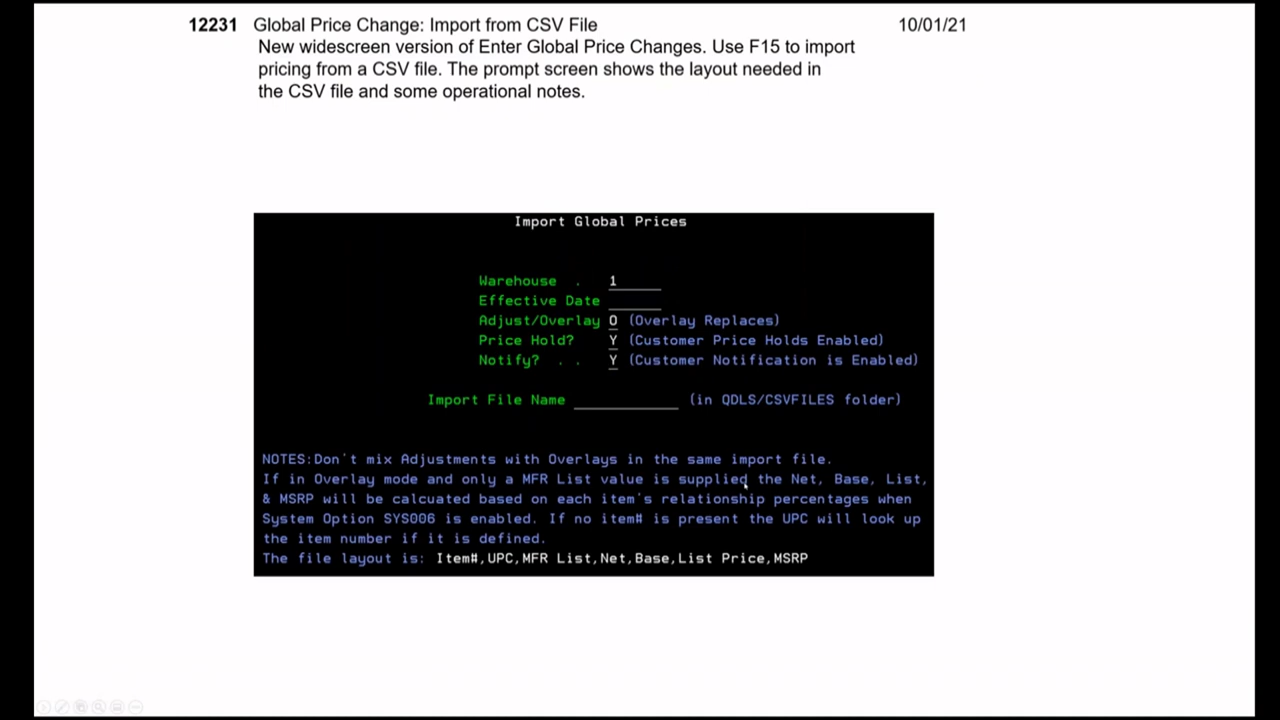 12231 Global Price Change: Import from CSV File 10/01/21
New widescreen version of Enter Global Price Changes. Use F15 to import
pricing from a CSV file. The prompt screen shows the layout needed in
the CSV file and some operational notes.
Import Global Prices
Warehouse . 1
Effective Date
Adjust/Overlay O (Overlay Replaces)
Price Hold? Y (Customer Price Holds Enabled)
Notify? . . Y (Customer Notification is Enabled)
Import File Name (in QDLS/CSVFILES folder)
NOTES:Don't mix Adjustments with Overlays in the same import file.
If in Overlay mode and only a MFR List value is supplied the Net, Base, List,
& MSRP will be calcuated based on each item's relationship percentages when
System Option SYS006 is enabled. If no item# is present the UPC will look up
the item number if it is defined.
The file layout is: Item#,UPC,MFR List,Net,Base,List Price,MSRP